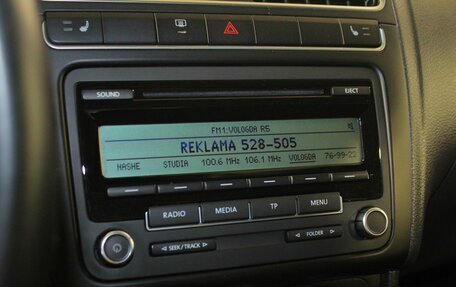 SOUND
EJECT
FM1:VOLOGDA RБ
REKLAMA 528-505
NASHE STUDIA 100.6 MHz 106.1 MHz VOLOGDA 76-99-22
RADIO MEDIA TP MENU
SEEK/TRACK
FOLDER